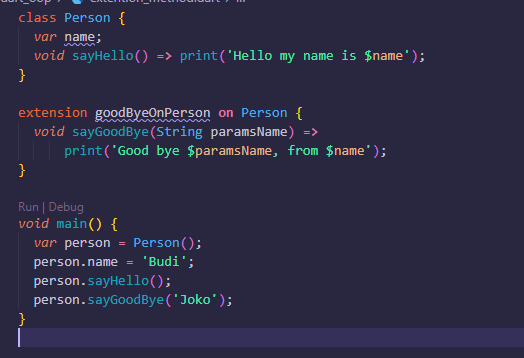 class Person {
  var name;
  void sayHello() => print('Hello my name is $name');
}

extension goodByeOnPerson on Person {
  void sayGoodBye(String paramsName) =>
      print('Good bye $paramsName, from $name');
}

Run | Debug
void main() {
  var person = Person();
  person.name = 'Budi';
  person.sayHello();
  person.sayGoodBye('Joko');
}